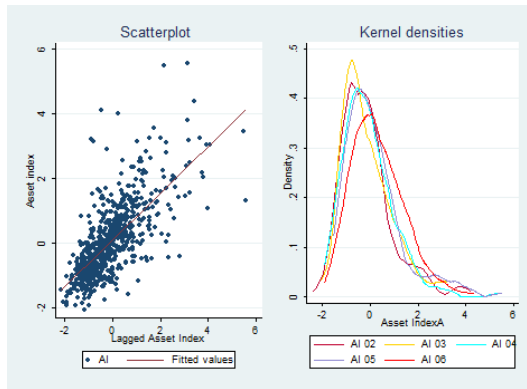 Scatterplot
6
4
2
0
-2
Asset index
-2
0
2
4
6
Lagged Asset Index
AI
Fitted values
Kernel densities
.5
.4
.3
.2
.1
0
Density
-2
0
2
4
6
Asset IndexA
AI 02
AI 03
AI 04
AI 05
AI 06